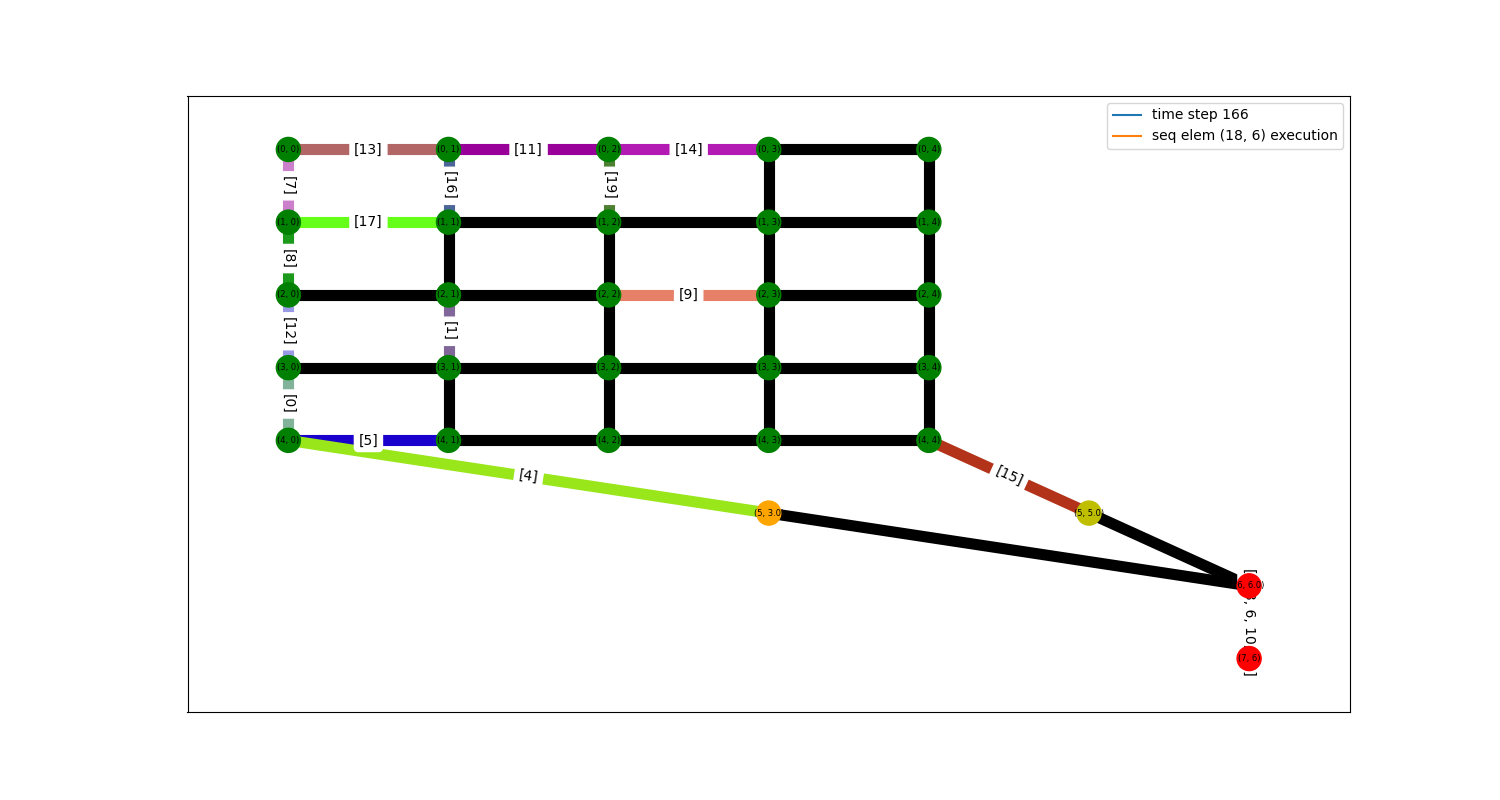 time step 166
seq elem (18, 6) execution
(0, 0) [13] (0, 1) [11] (0, 2) [14] (0, 3) (0, 4)
[7] [16] [19]
(1, 0) [17] (1, 1) (1, 2) (1, 3) (1, 4)
[8]
(2, 0) (2, 1) (2, 2) [9] (2, 3) (2, 4)
[12] [1]
(3, 0) (3, 1) (3, 2) (3, 3) (3, 4)
[0]
(4, 0) [5] (4, 1) (4, 2) (4, 3) (4, 4)
[4] [15]
(5, 3.0) (5, 5.0)
(6, 6.0)
6, 10
(7, 6)